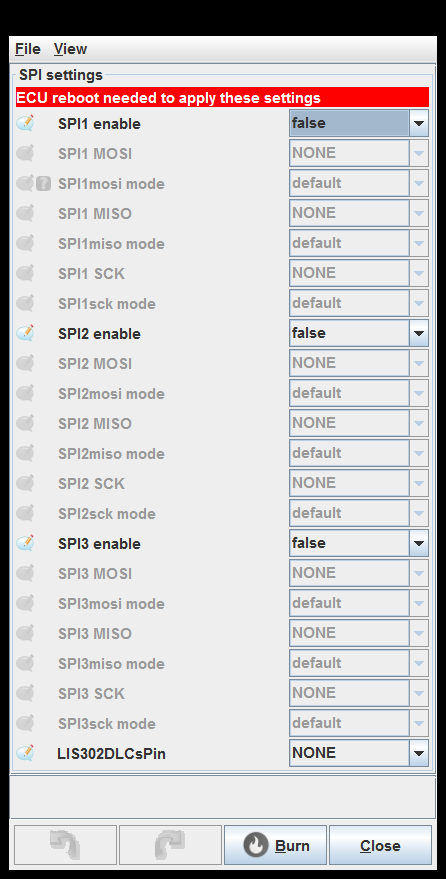 File View
SPI settings
ECU reboot needed to apply these settings
SPI1 enable false
SPI1 MOSI NONE
SPI1mosi mode default
SPI1 MISO NONE
SPI1miso mode default
SPI1 SCK NONE
SPI1sck mode default
SPI2 enable false
SPI2 MOSI NONE
SPI2mosi mode default
SPI2 MISO NONE
SPI2miso mode default
SPI2 SCK NONE
SPI2sck mode default
SPI3 enable false
SPI3 MOSI NONE
SPI3mosi mode default
SPI3 MISO NONE
SPI3miso mode default
SPI3 SCK NONE
SPI3sck mode default
LIS302DLCsPin NONE
Burn Close